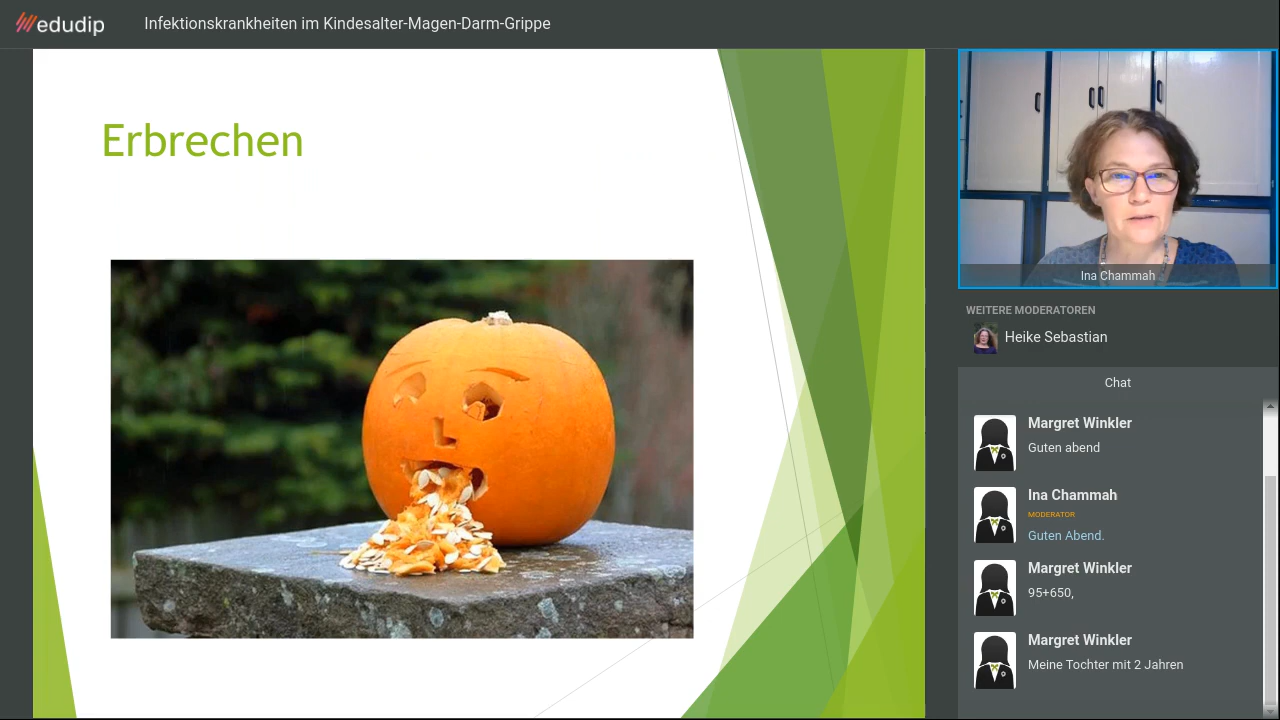 edudip
Infektionskrankheiten im Kindesalter-Magen-Darm-Grippe
Erbrechen
Ina Chammah
WEITERE MODERATOREN
Heike Sebastian
Chat
Margret Winkler
Guten abend
Ina Chammah
MODERATOR
Guten Abend.
Margret Winkler
95+650,
Margret Winkler
Meine Tochter mit 2 Jahren